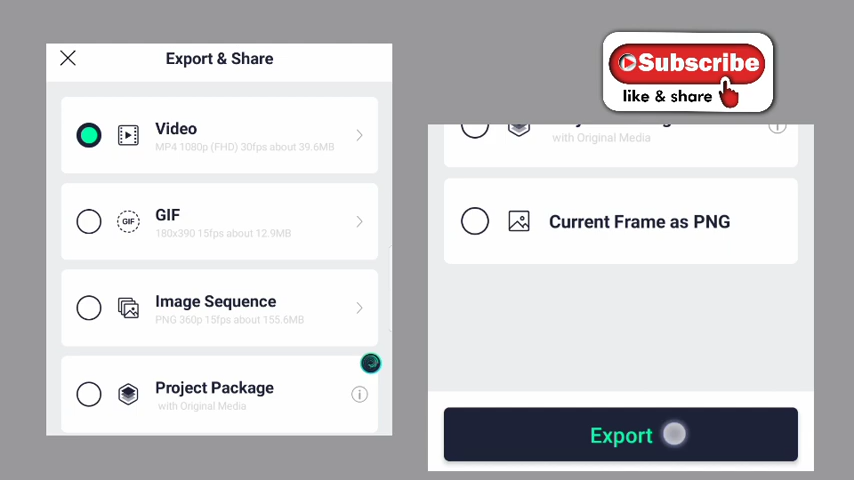 Export & Share
Video
MP4 1080p (FHD) 30fps about 39.6MB
GIF
GIF
180x390 15fps about 12.9MB
Image Sequence
PNG 360p 15fps about 155.6MB
Project Package
with Original Media
Subscribe
like & share
with Original Media
Current Frame as PNG
Export